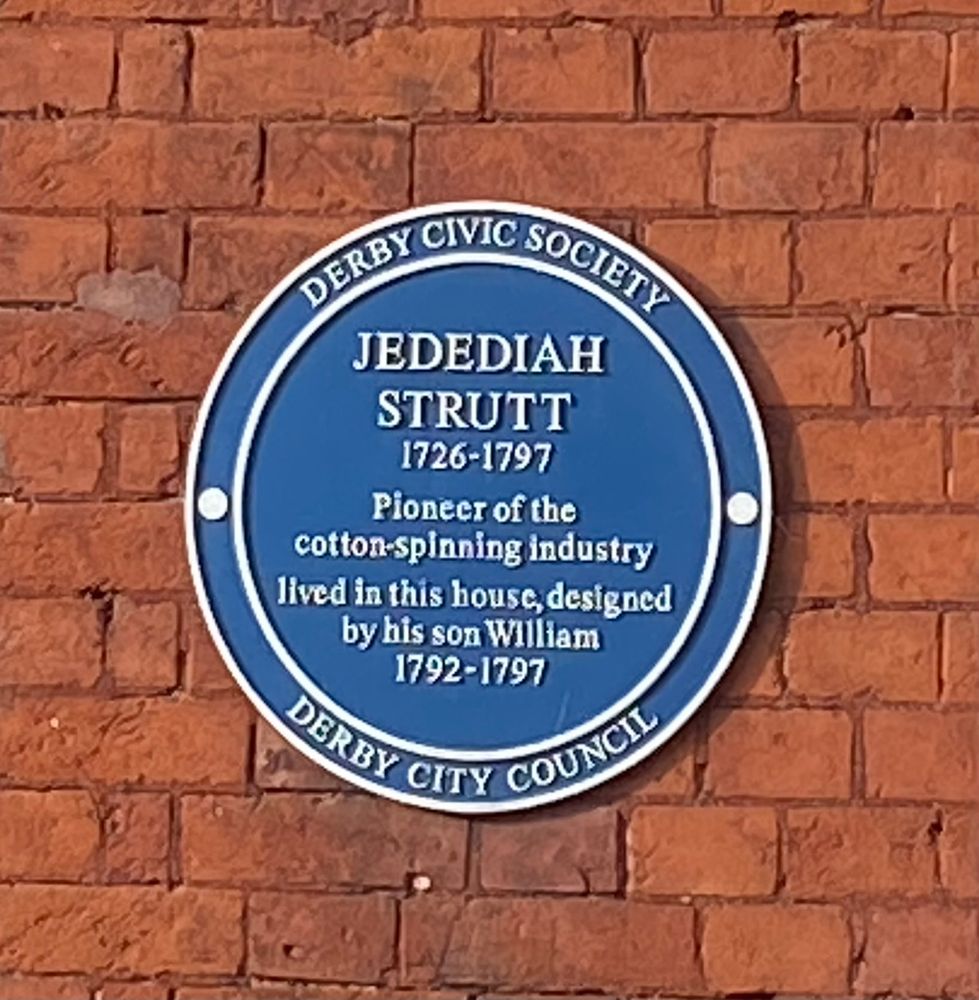 DERBY CIVIC SOCIETY
JEDEDIAH
STRUTT
1726-1797
Pioneer of the
cotton-spinning industry
lived in this house, designed
by his son William
1792-1797
DERBY CITY COUNCIL